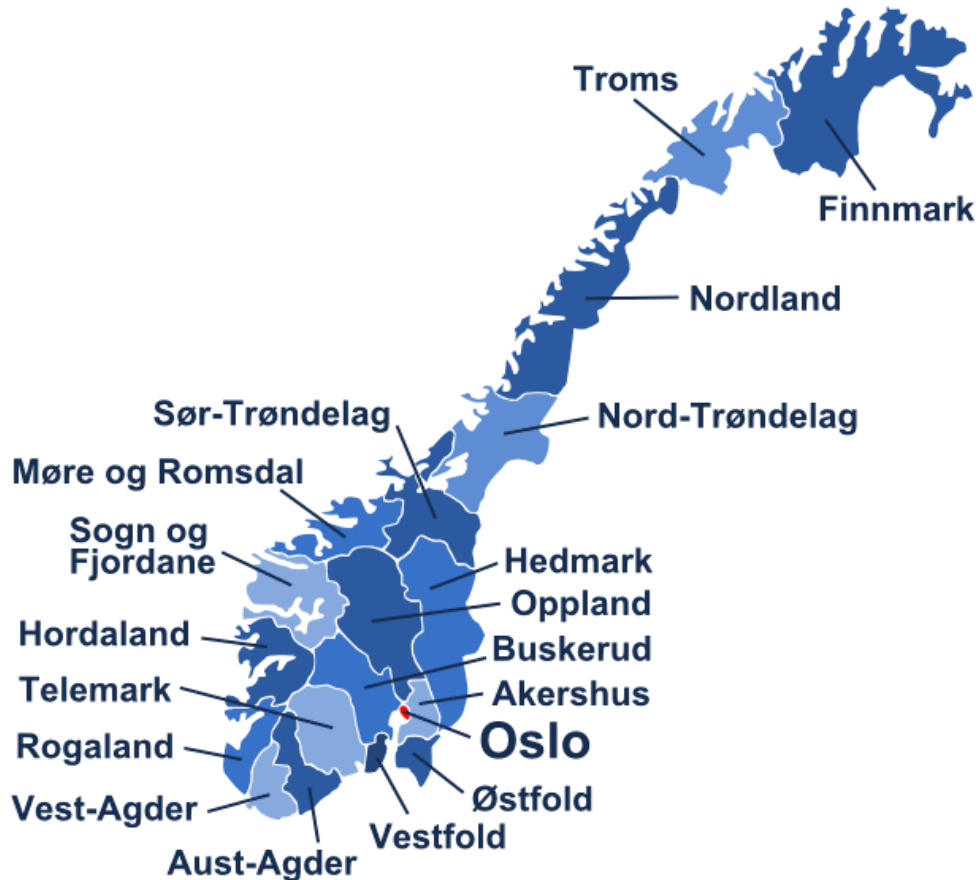 Troms
Finnmark
Nordland
Sør-Trøndelag
Nord-Trøndelag
Møre og Romsdal
Sogn og
Fjordane
Hedmark
Oppland
Hordaland
Buskerud
Telemark
Akershus
Oslo
Rogaland
Østfold
Vest-Agder
Vestfold
Aust-Agder